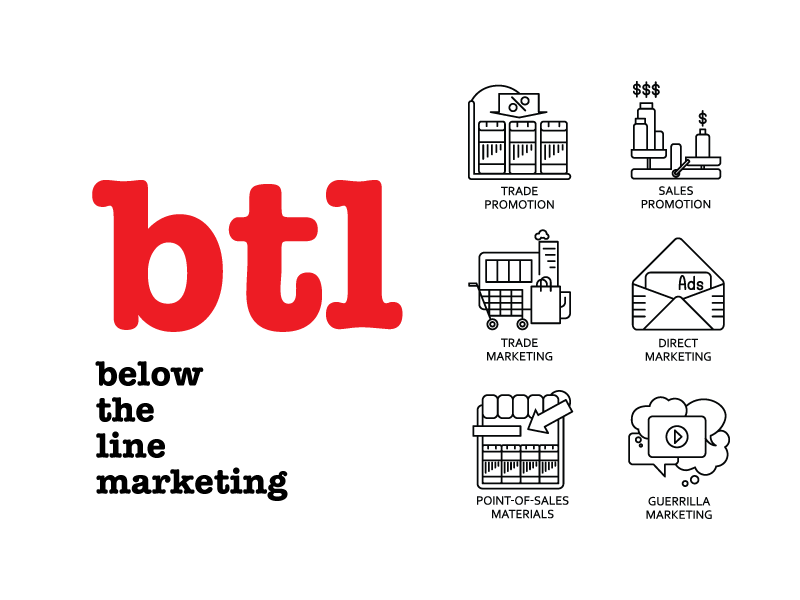 btl
below
the
line
marketing
%
TRADE
PROMOTION
$$$
$
SALES
PROMOTION
TRADE
MARKETING
Ads
DIRECT
MARKETING
POINT-OF-SALES
MATERIALS
GUERRILLA
MARKETING